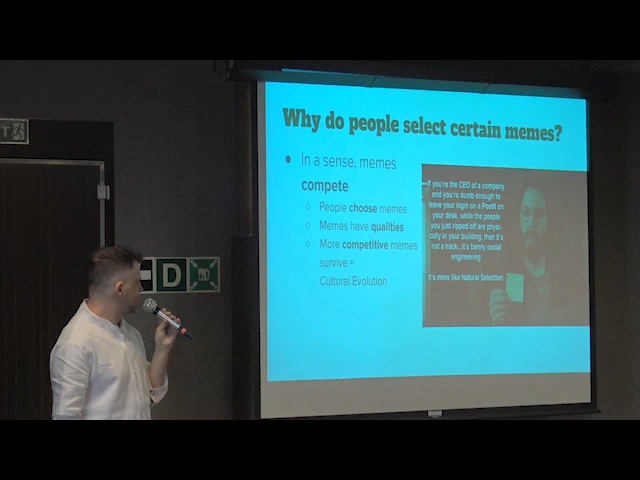 Why do people select certain memes?
● In a sense, memes
compete
○ People choose memes
○ Memes have qualities
○ More competitive memes
survive =
Cultural Evolution
If you're the CEO of a company
and you're dumb enough to
leave your login on a PostIt on
your desk, while the people
you just ripped off are physi-
cally in your building, then it's
not a hack.. it's barely social
engineering.
It's more like Natural Selection.
D